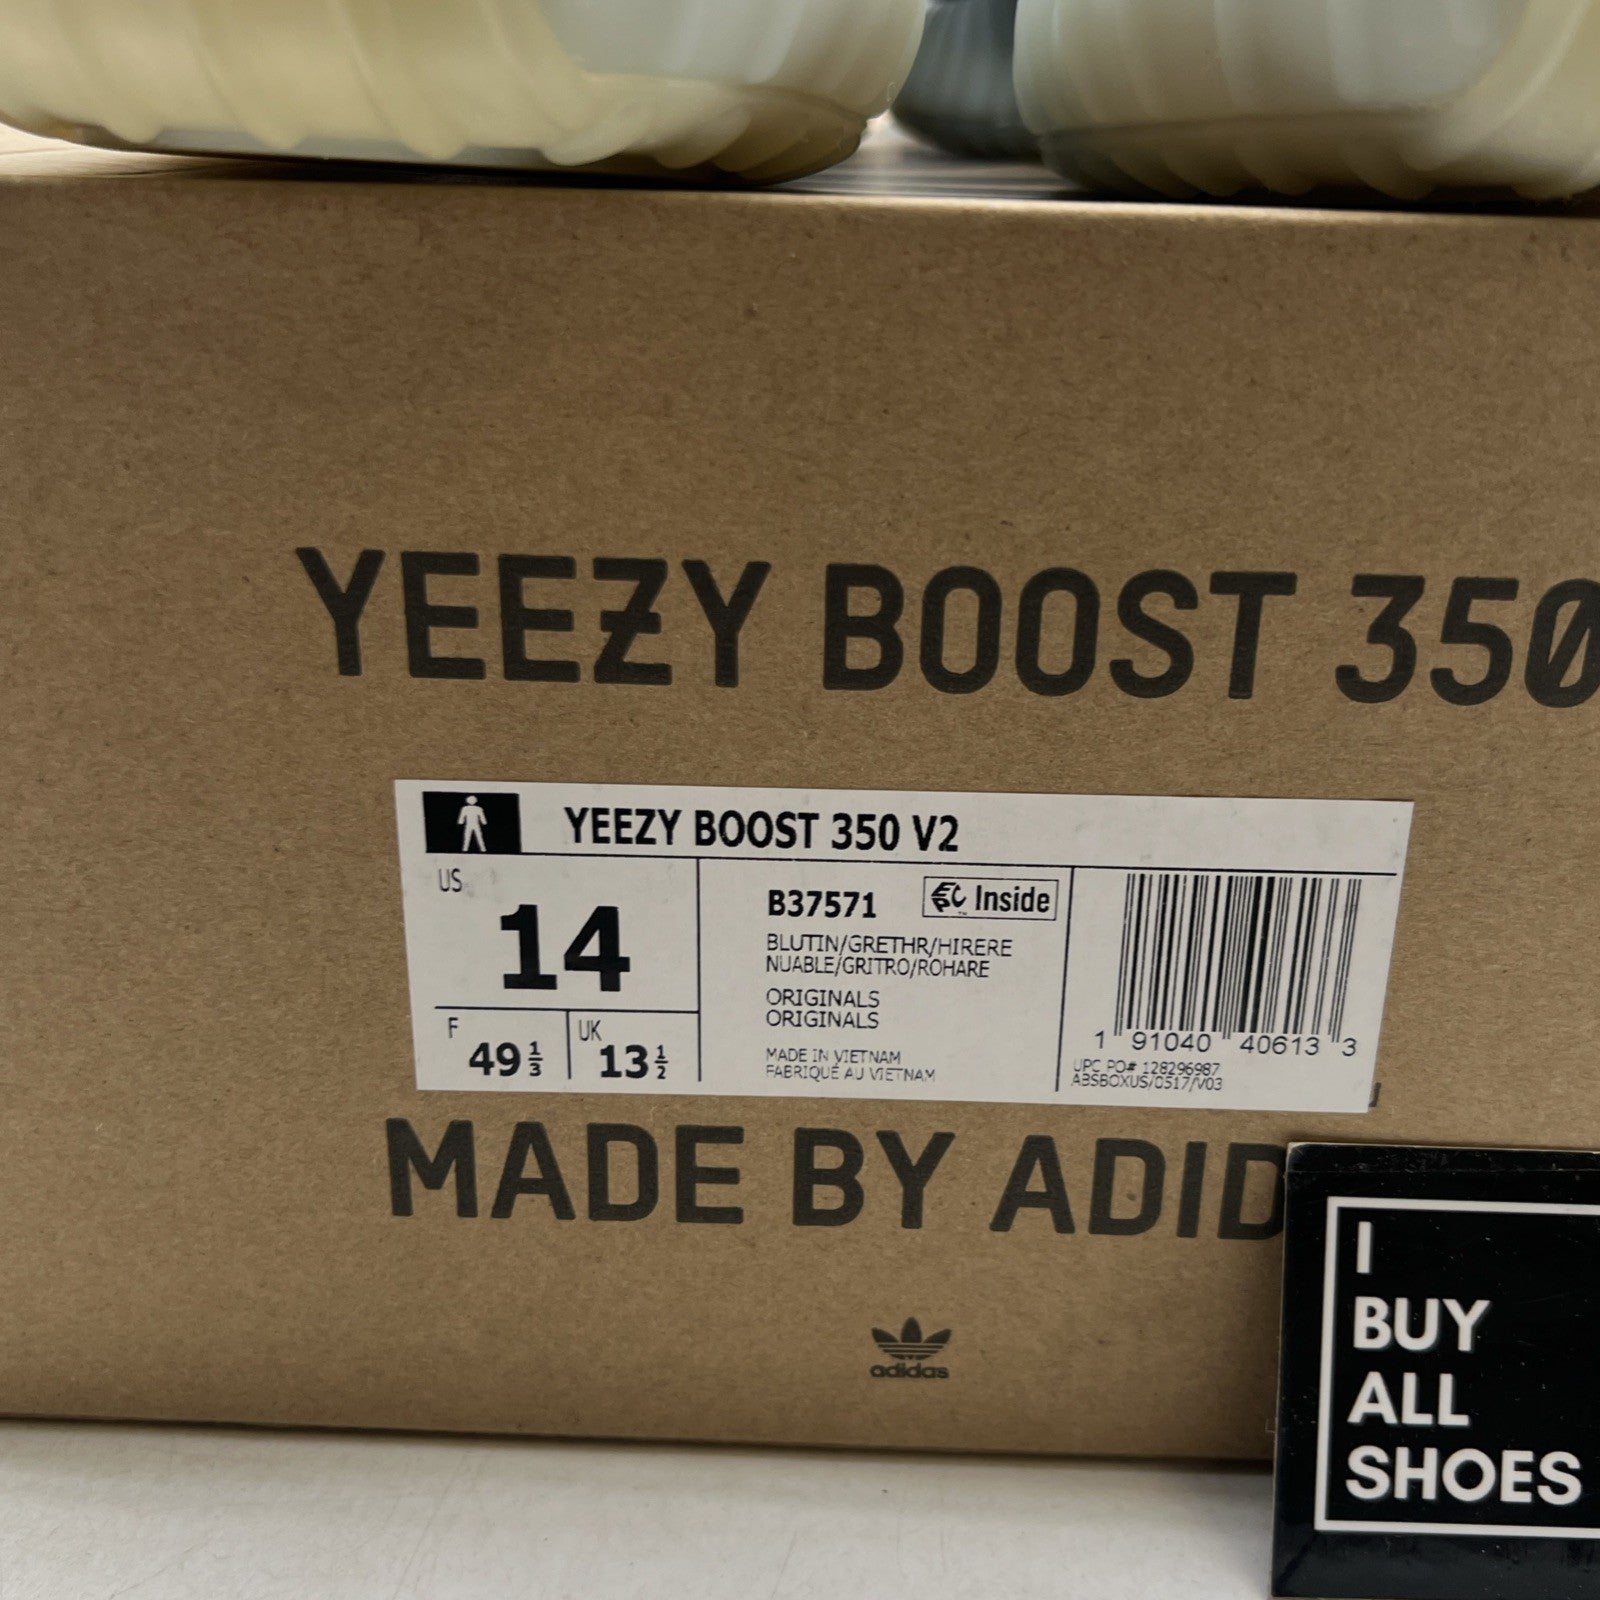 YEEZY BOOST 350
YEEZY BOOST 350 V2
US
14
F
49 1/3
UK
13 1/2
B37571
EPC Inside
™
BLUTIN/GRETHR/HIRERE
NUABLE/GRITRO/ROHARE
ORIGINALS
ORIGINALS
MADE IN VIETNAM
FABRIQUÉ AU VIETNAM
1 91040 40613 3
UPC PO# 128296987
ABSBOXUS/0517/V03
MADE BY ADID
adidas
I
BUY
ALL
SHOES